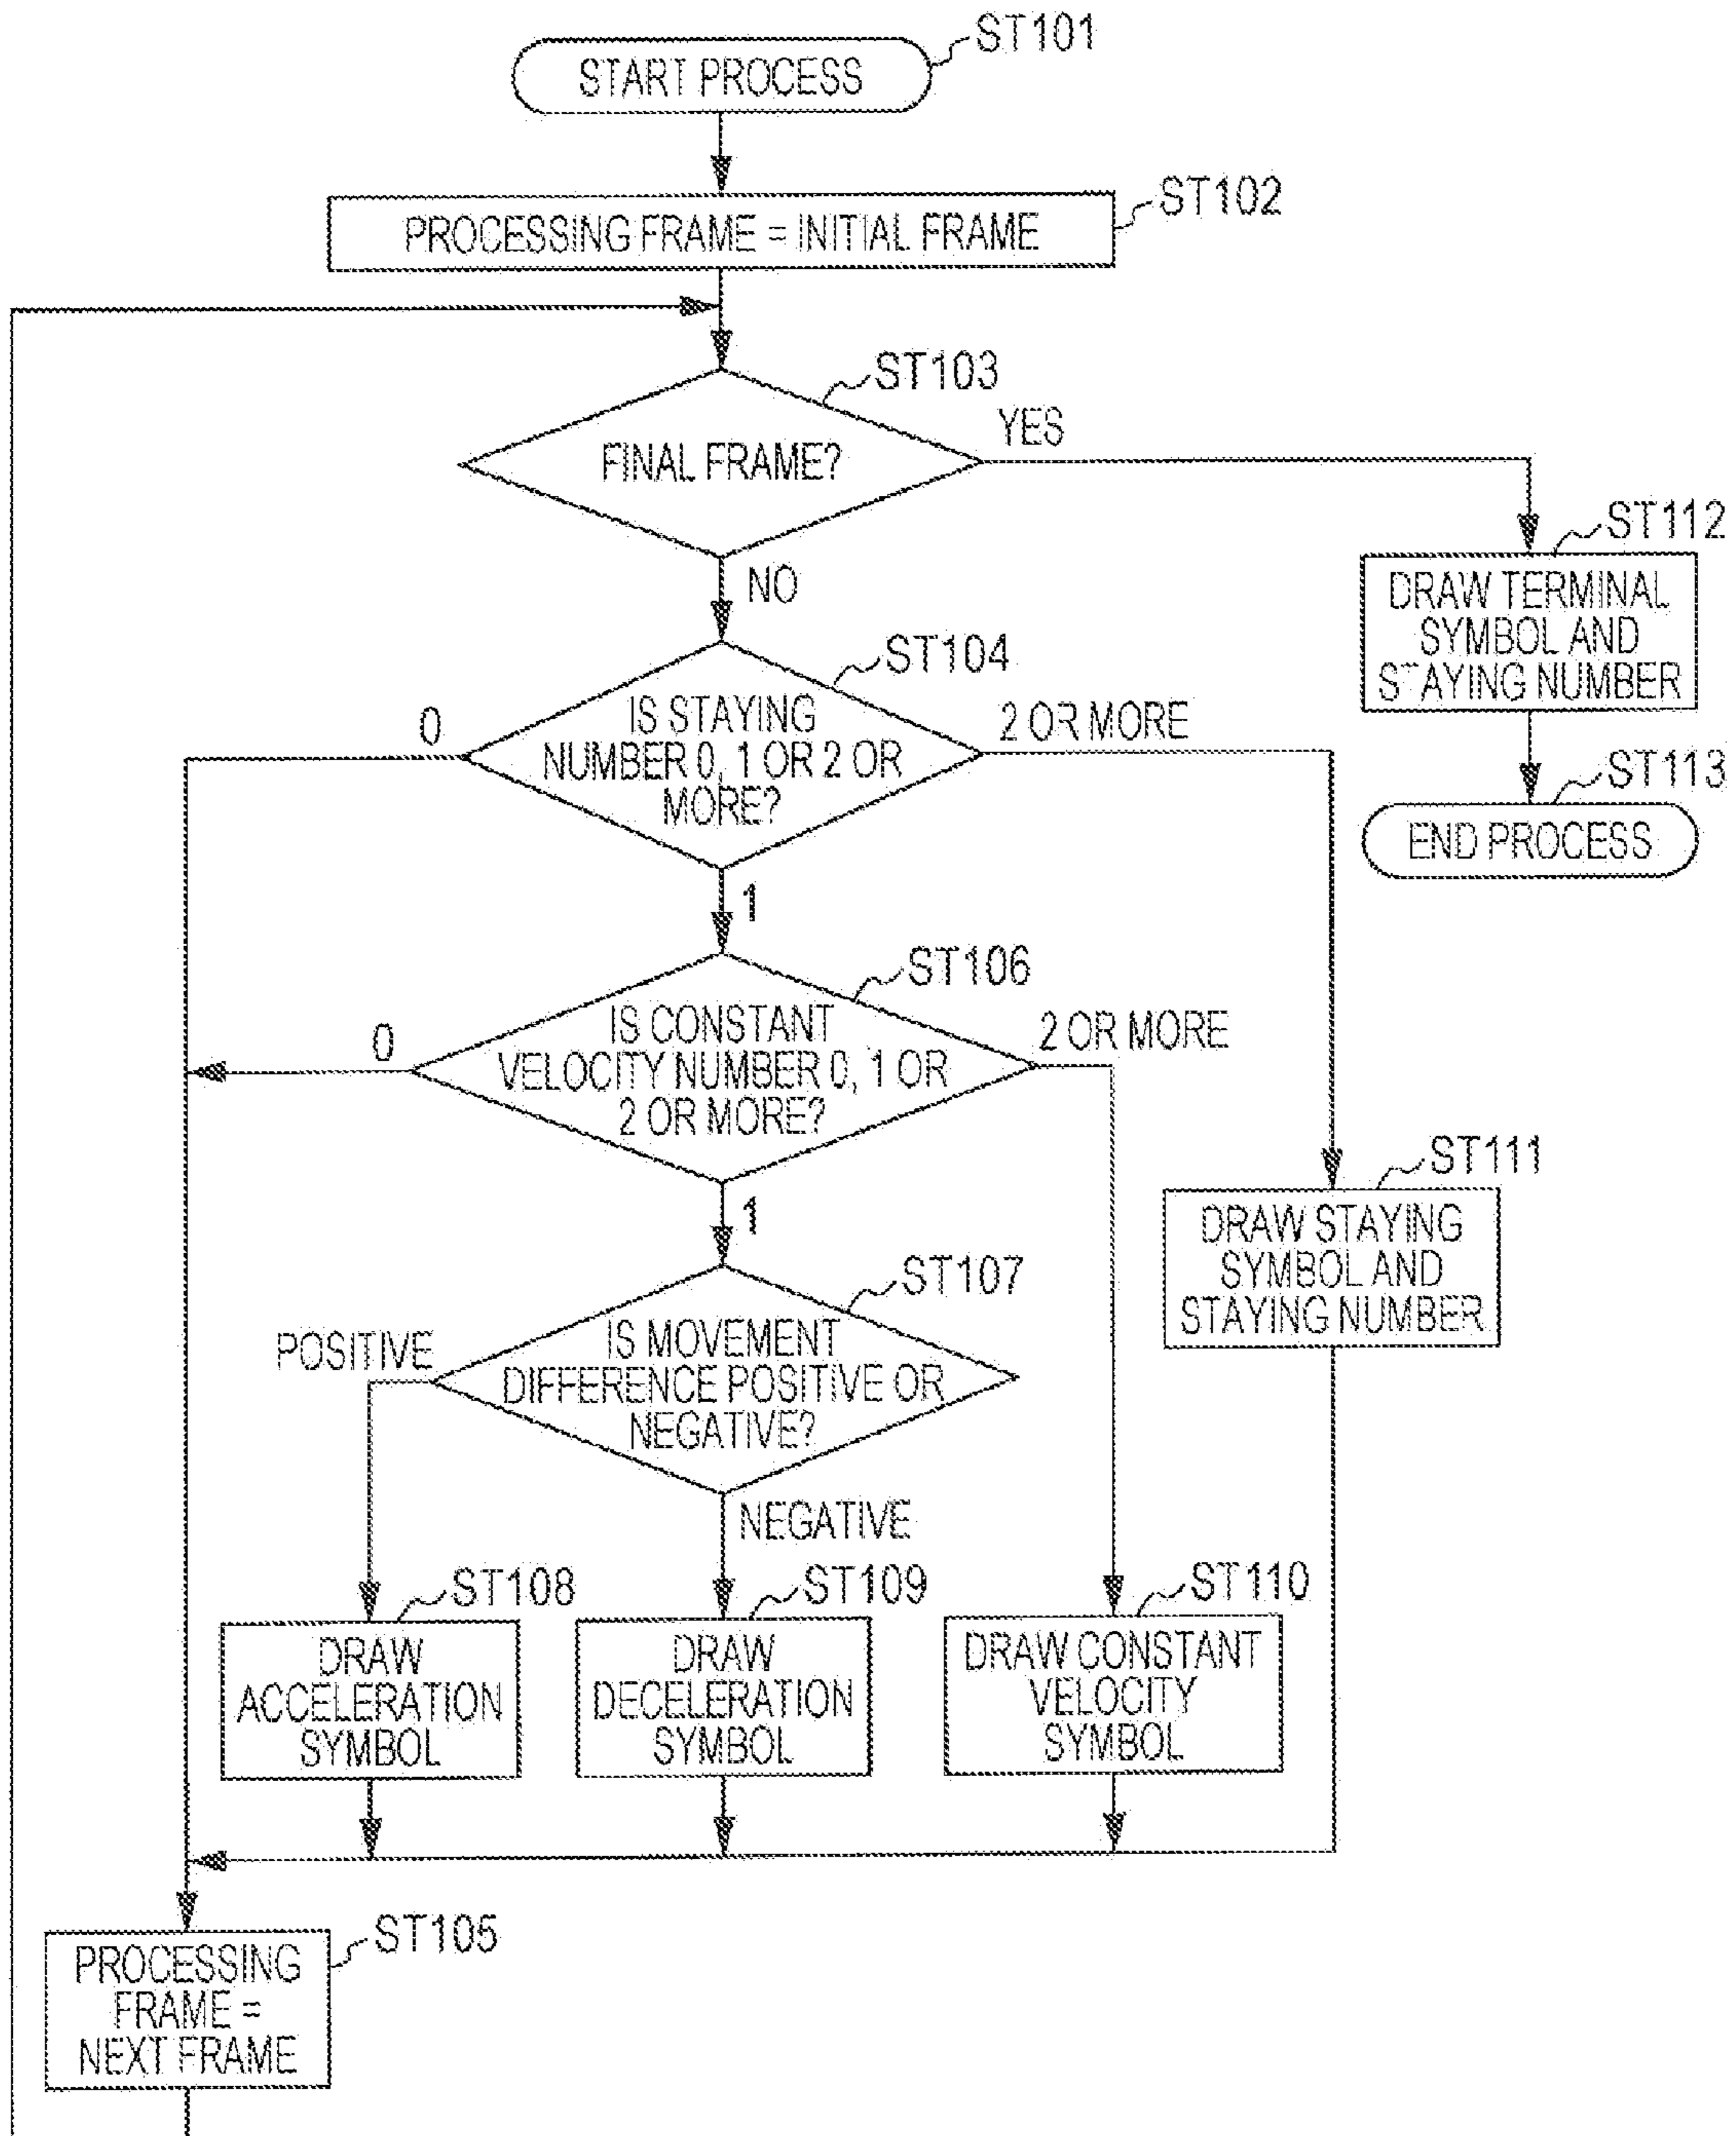 ST101
START PROCESS
ST102
PROCESSING FRAME = INITIAL FRAME
ST103
FINAL FRAME?
YES
NO
ST112
DRAW TERMINAL
SYMBOL AND
STAYING NUMBER
ST113
END PROCESS
ST104
IS STAYING
NUMBER 0, 1 OR 2 OR
MORE?
0
2 OR MORE
1
ST106
IS CONSTANT
VELOCITY NUMBER 0, 1 OR
2 OR MORE?
0
2 OR MORE
1
ST111
DRAW STAYING
SYMBOL AND
STAYING NUMBER
ST107
IS MOVEMENT
DIFFERENCE POSITIVE OR
NEGATIVE?
POSITIVE
NEGATIVE
ST108
DRAW
ACCELERATION
SYMBOL
ST109
DRAW
DECELERATION
SYMBOL
ST110
DRAW CONSTANT
VELOCITY
SYMBOL
ST105
PROCESSING
FRAME =
NEXT FRAME